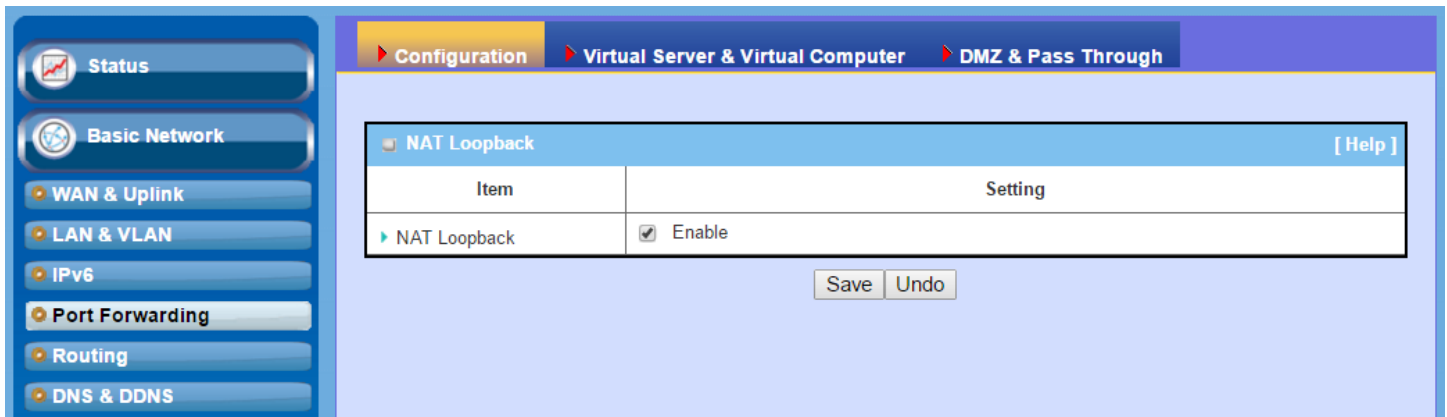 Status
Basic Network
WAN & Uplink
LAN & VLAN
IPv6
Port Forwarding
Routing
DNS & DDNS
Configuration Virtual Server & Virtual Computer DMZ & Pass Through
NAT Loopback [ Help ]
Item Setting
NAT Loopback Enable
Save Undo